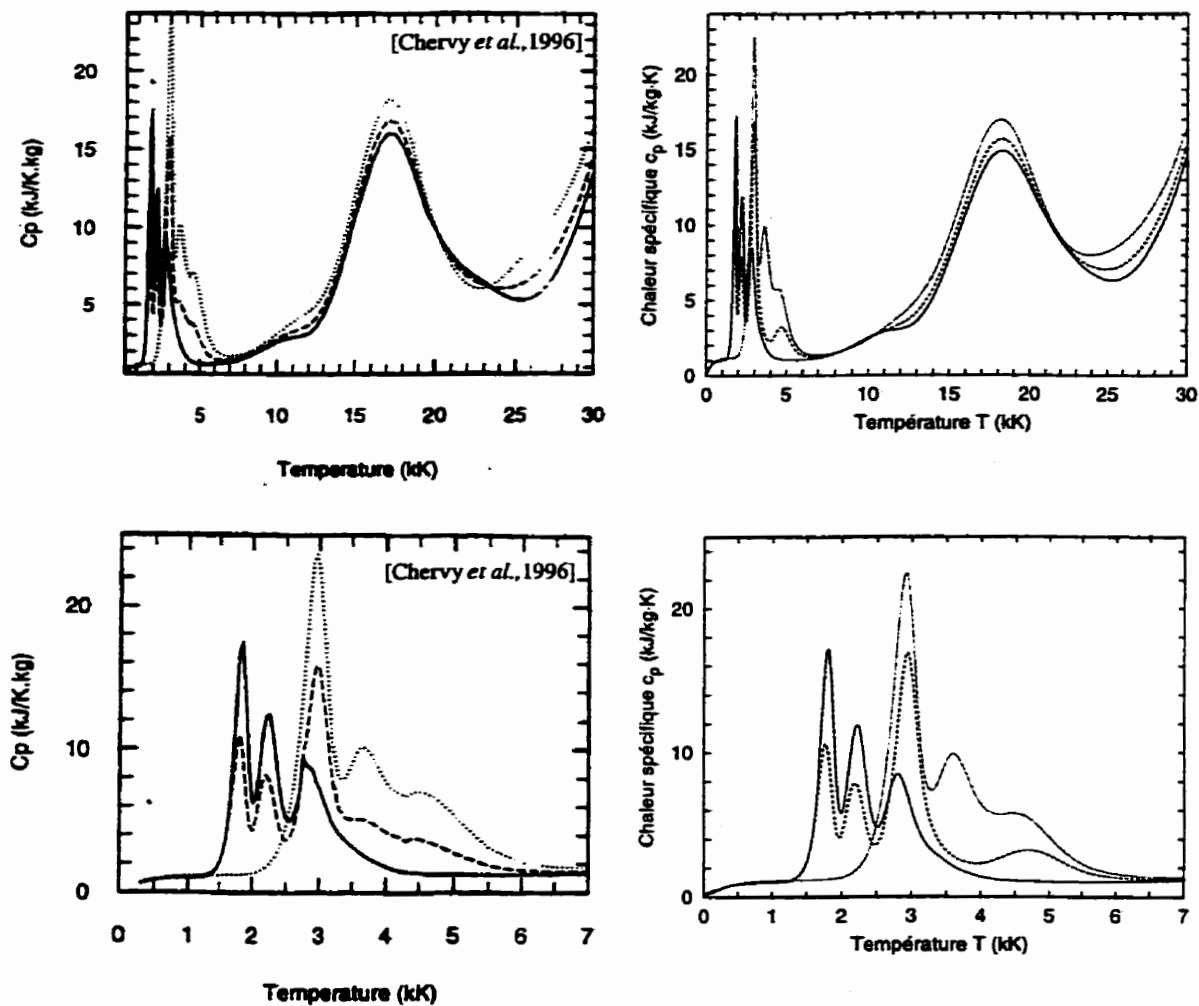 [Chervy et al.,1996]
Cp (kJ/K.kg)
20
15
10
5
5 10 15 20 25 30
Temperature (kK)
Chaleur spécifique cp (kJ/kg·K)
20
15
10
5
0
0 5 10 15 20 25 30
Température T (kK)
[Chervy et al.,1996]
Cp (kJ/K.kg)
20
10
0
0 1 2 3 4 5 6 7
Temperature (kK)
Chaleur spécifique cp (kJ/kg·K)
20
10
0
0 1 2 3 4 5 6 7
Température T (kK)